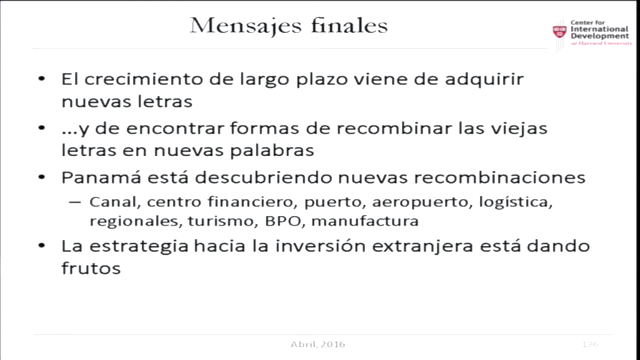 Mensajes finales
Center for
International
Development
at Harvard University
• El crecimiento de largo plazo viene de adquirir
nuevas letras
• ...y de encontrar formas de recombinar las viejas
letras en nuevas palabras
• Panamá está descubriendo nuevas recombinaciones
– Canal, centro financiero, puerto, aeropuerto, logística,
regionales, turismo, BPO, manufactura
• La estrategia hacia la inversión extranjera está dando
frutos
Abril, 2016